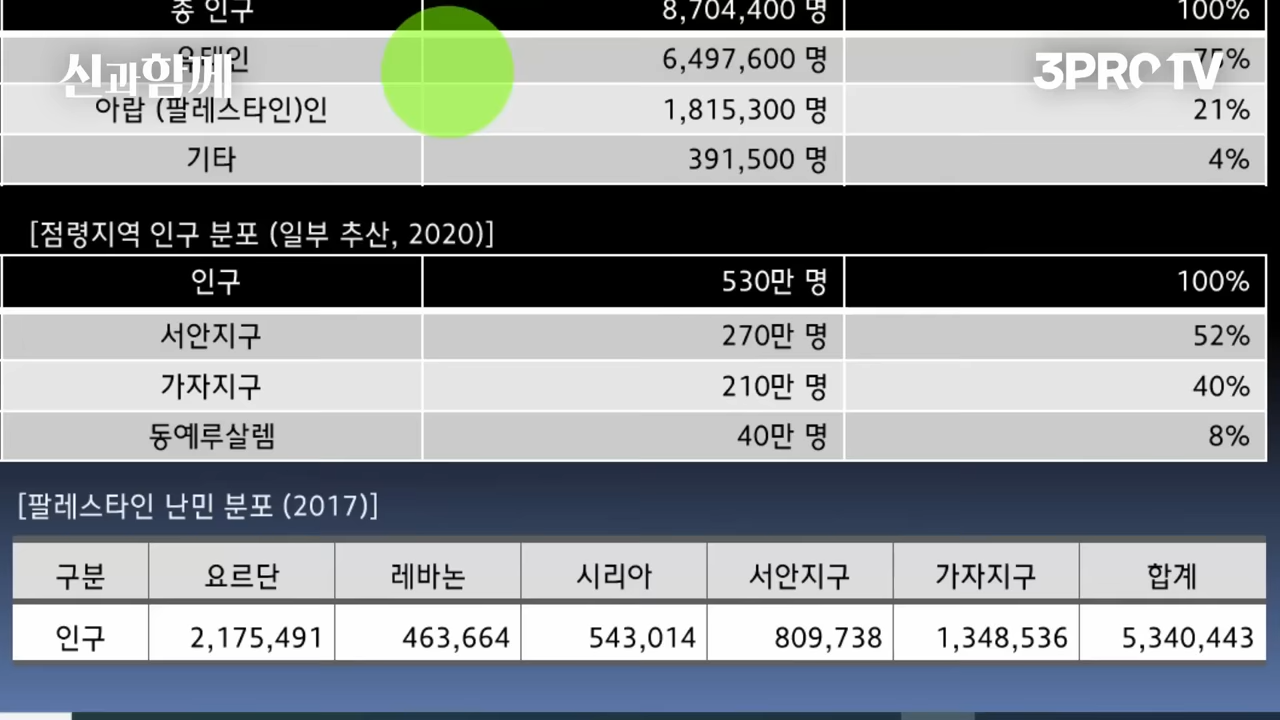 총 인구 8,704,400 명 100%
유대인 6,497,600 명 75%
신과함께 3PROTV
아랍 (팔레스타인)인 1,815,300 명 21%
기타 391,500 명 4%
[점령지역 인구 분포 (일부 추산, 2020)]
인구 530만 명 100%
서안지구 270만 명 52%
가자지구 210만 명 40%
동예루살렘 40만 명 8%
[팔레스타인 난민 분포 (2017)]
구분 요르단 레바논 시리아 서안지구 가자지구 합계
인구 2,175,491 463,664 543,014 809,738 1,348,536 5,340,443